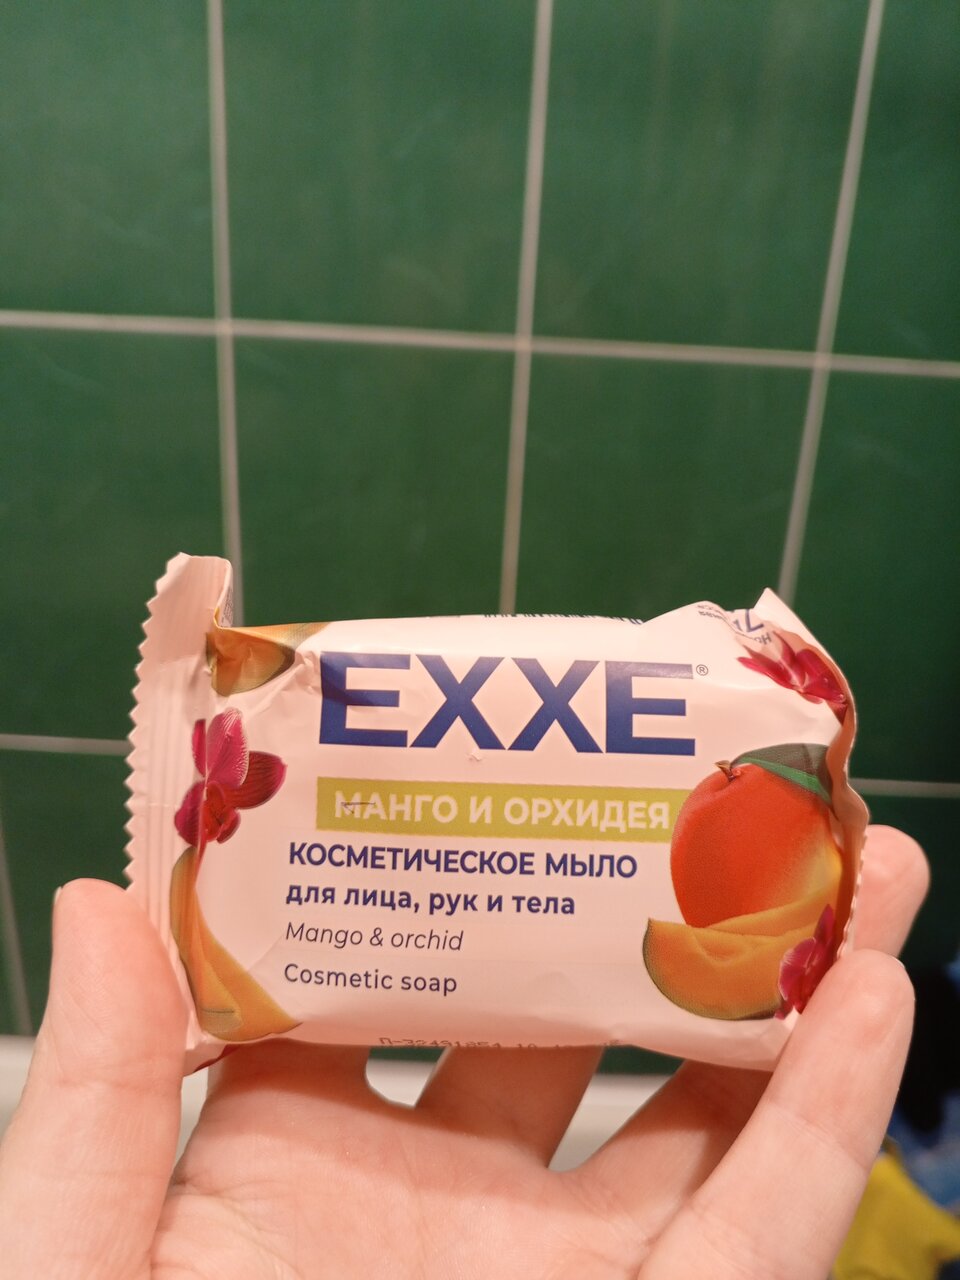 EXXE®
МАНГО И ОРХИДЕЯ
КОСМЕТИЧЕСКОЕ МЫЛО
для лица, рук и тела
Mango & orchid
Cosmetic soap